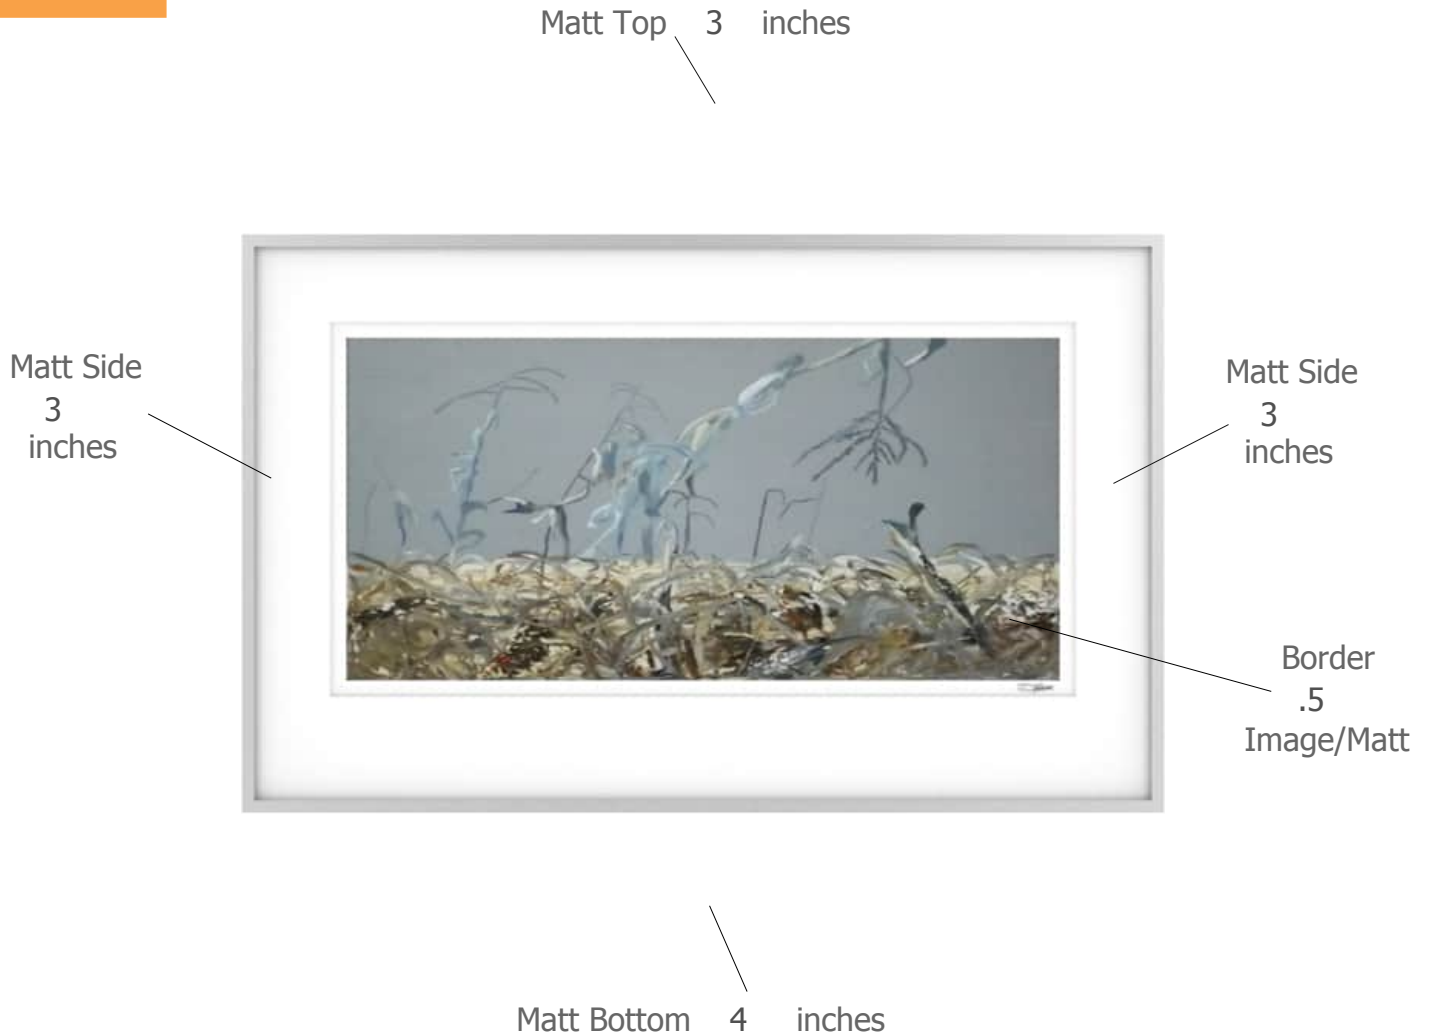 Matt Top 3 inches
Matt Side
3
inches
Matt Side
3
inches
Border
.5
Image/Matt
Matt Bottom 4 inches